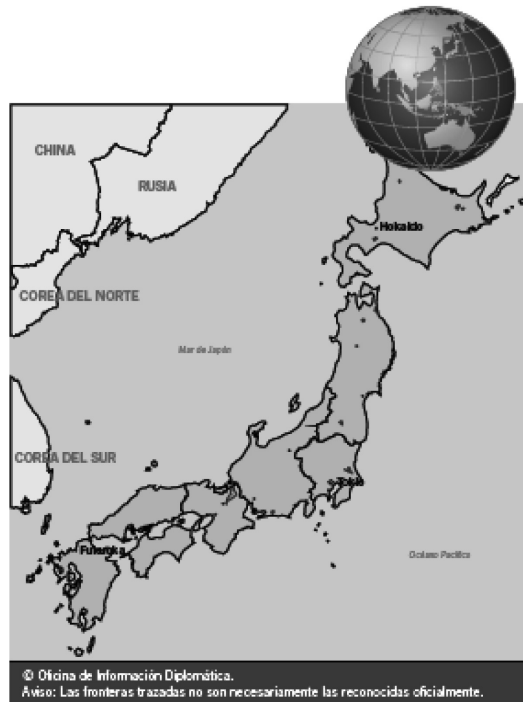 CHINA
RUSIA
Hokaido
COREA DEL NORTE
Mar de Japón
COREA DEL SUR
Tokio
Fukuoka
Océano Pacífico
© Oficina de Información Diplomática.
Aviso: Las fronteras trazadas no son necesariamente las reconocidas oficialmente.